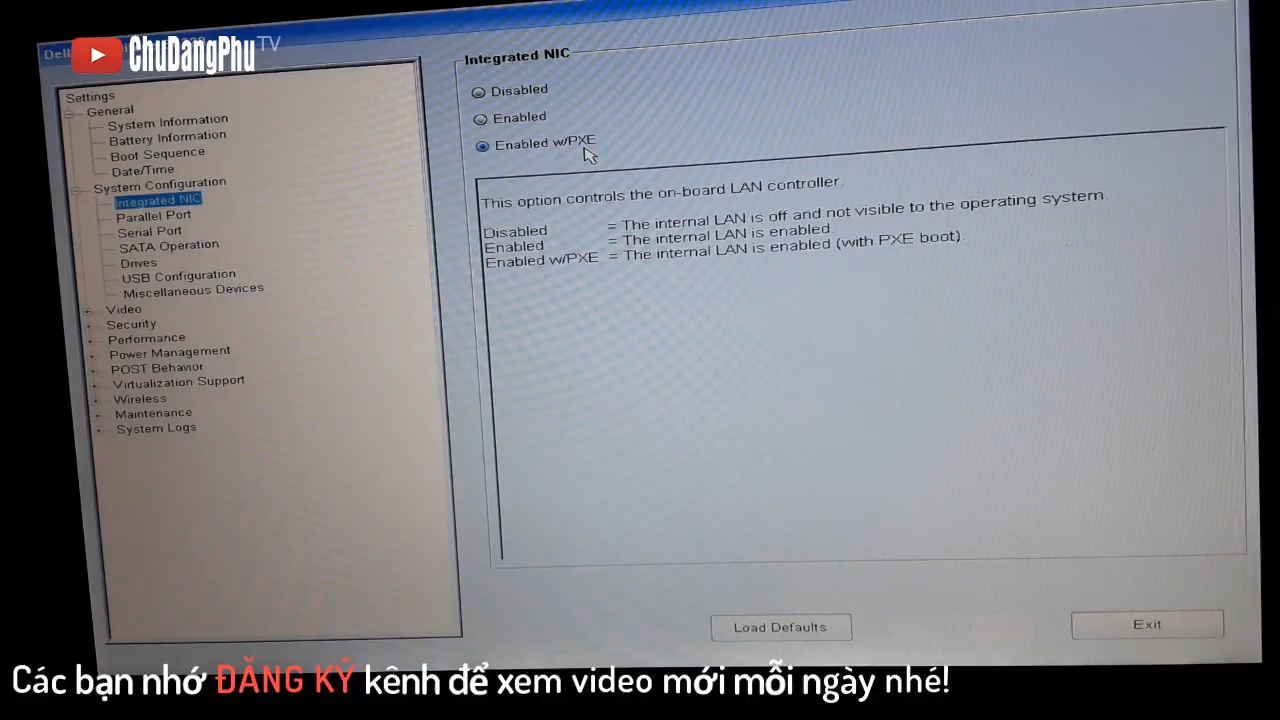 Dell
ChuDangPhu TV
Settings
General
System Information
Battery Information
Boot Sequence
Date/Time
System Configuration
Integrated NIC
Parallel Port
Serial Port
SATA Operation
Drives
USB Configuration
Miscellaneous Devices
Video
Security
Performance
Power Management
POST Behavior
Virtualization Support
Wireless
Maintenance
System Logs
Integrated NIC
Disabled
Enabled
Enabled w/PXE
This option controls the on-board LAN controller.
Disabled = The internal LAN is off and not visible to the operating system.
Enabled = The internal LAN is enabled.
Enabled w/PXE = The internal LAN is enabled (with PXE boot).
Load Defaults
Exit
Các bạn nhớ ĐĂNG KÝ kênh để xem video mới mỗi ngày nhé!